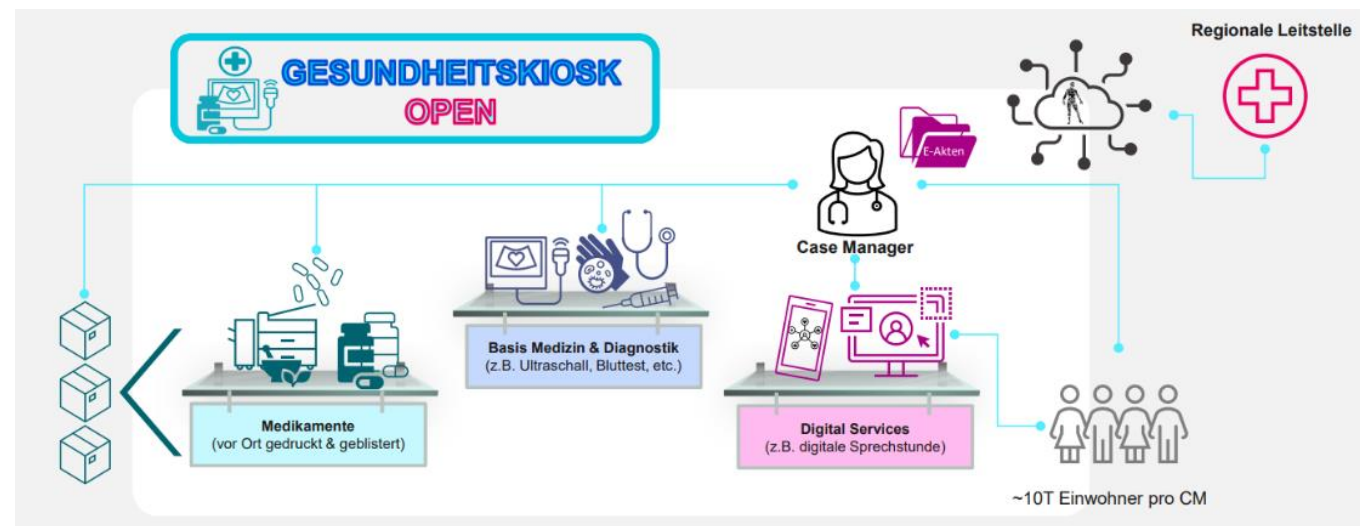 Regionale Leitstelle
GESUNDHEITSKIOSK
OPEN
E-Akten
Case Manager
Basis Medizin & Diagnostik
(z.B. Ultraschall, Bluttest, etc.)
Medikamente
(vor Ort gedruckt & geblistert)
Digital Services
(z.B. digitale Sprechstunde)
~10T Einwohner pro CM